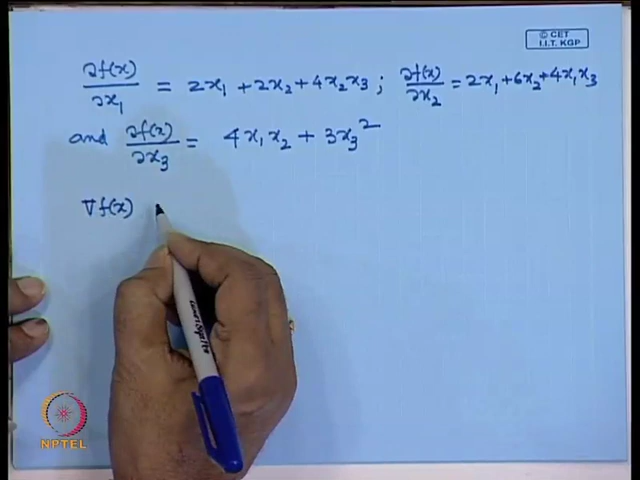 © CET
I.I.T. KGP
∂f(x)/∂x₁ = 2x₁ + 2x₂ + 4x₂x₃ ; ∂f(x)/∂x₂ = 2x₁ + 6x₂ + 4x₁x₃
and ∂f(x)/∂x₃ = 4x₁x₂ + 3x₃²
∇f(x)
NPTEL